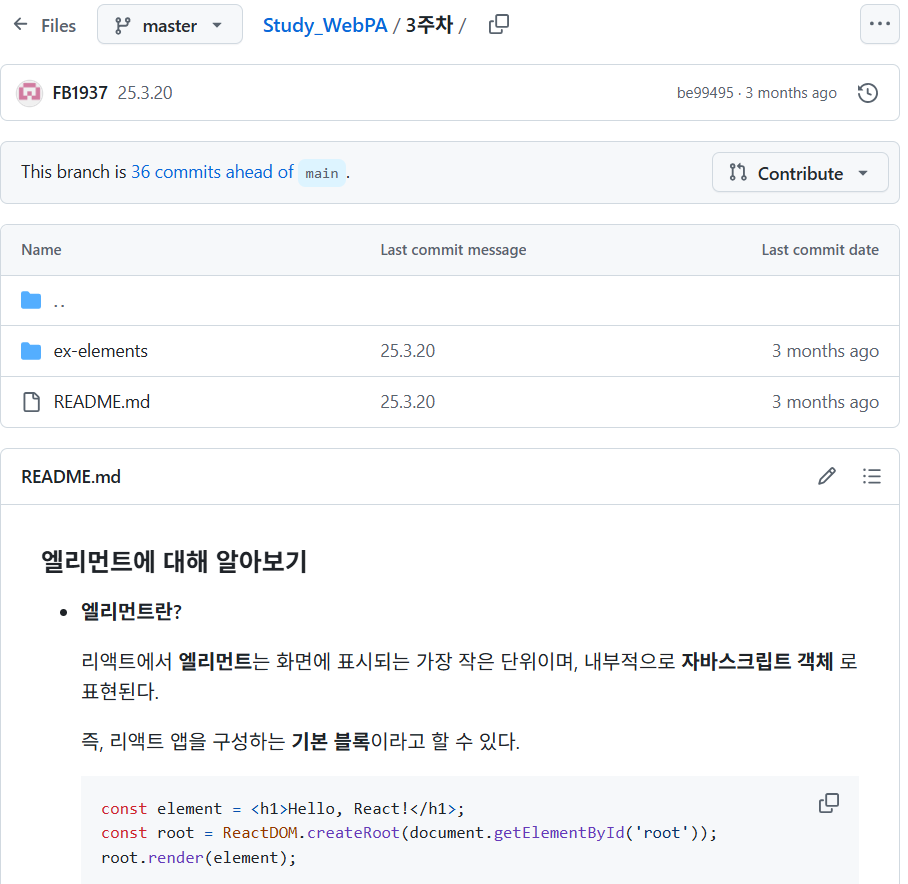 Files master Study_WebPA / 3주차 /
FB1937 25.3.20 be99495 · 3 months ago
This branch is 36 commits ahead of main . Contribute
Name Last commit message Last commit date
..
ex-elements 25.3.20 3 months ago
README.md 25.3.20 3 months ago
README.md
엘리먼트에 대해 알아보기
• 엘리먼트란?
리액트에서 엘리먼트는 화면에 표시되는 가장 작은 단위이며, 내부적으로 자바스크립트 객체 로
표현된다.
즉, 리액트 앱을 구성하는 기본 블록이라고 할 수 있다.
const element = <h1>Hello, React!</h1>;
const root = ReactDOM.createRoot(document.getElementById('root'));
root.render(element);